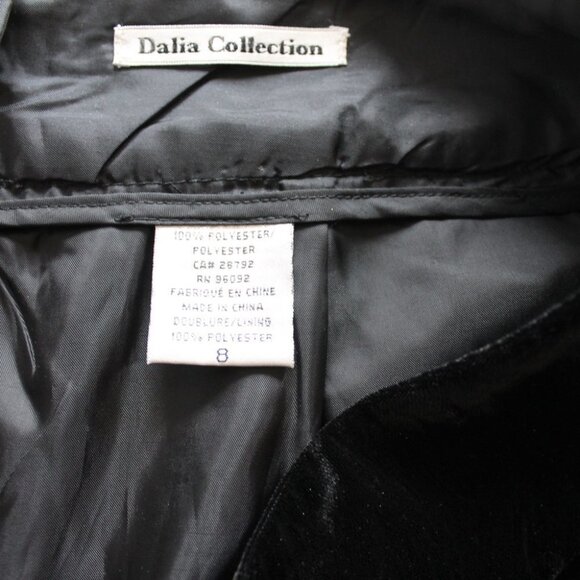 Dalia Collection
100% POLYESTER/
POLYESTER
CA# 26792
RN 96092
FABRIQUÉ EN CHINE
MADE IN CHINA
DOUBLURE/LINING
100% POLYESTER
8